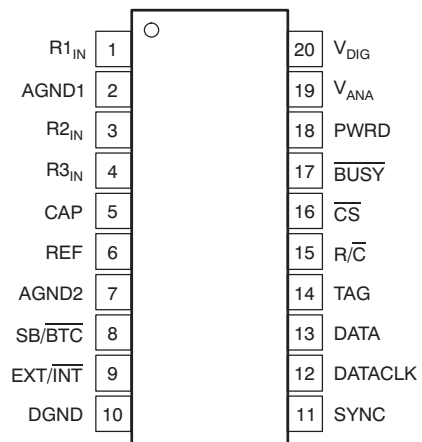 R1IN 1 20 VDIG
AGND1 2 19 VANA
R2IN 3 18 PWRD
R3IN 4 17 BUSY
CAP 5 16 CS
REF 6 15 R/C
AGND2 7 14 TAG
SB/BTC 8 13 DATA
EXT/INT 9 12 DATACLK
DGND 10 11 SYNC